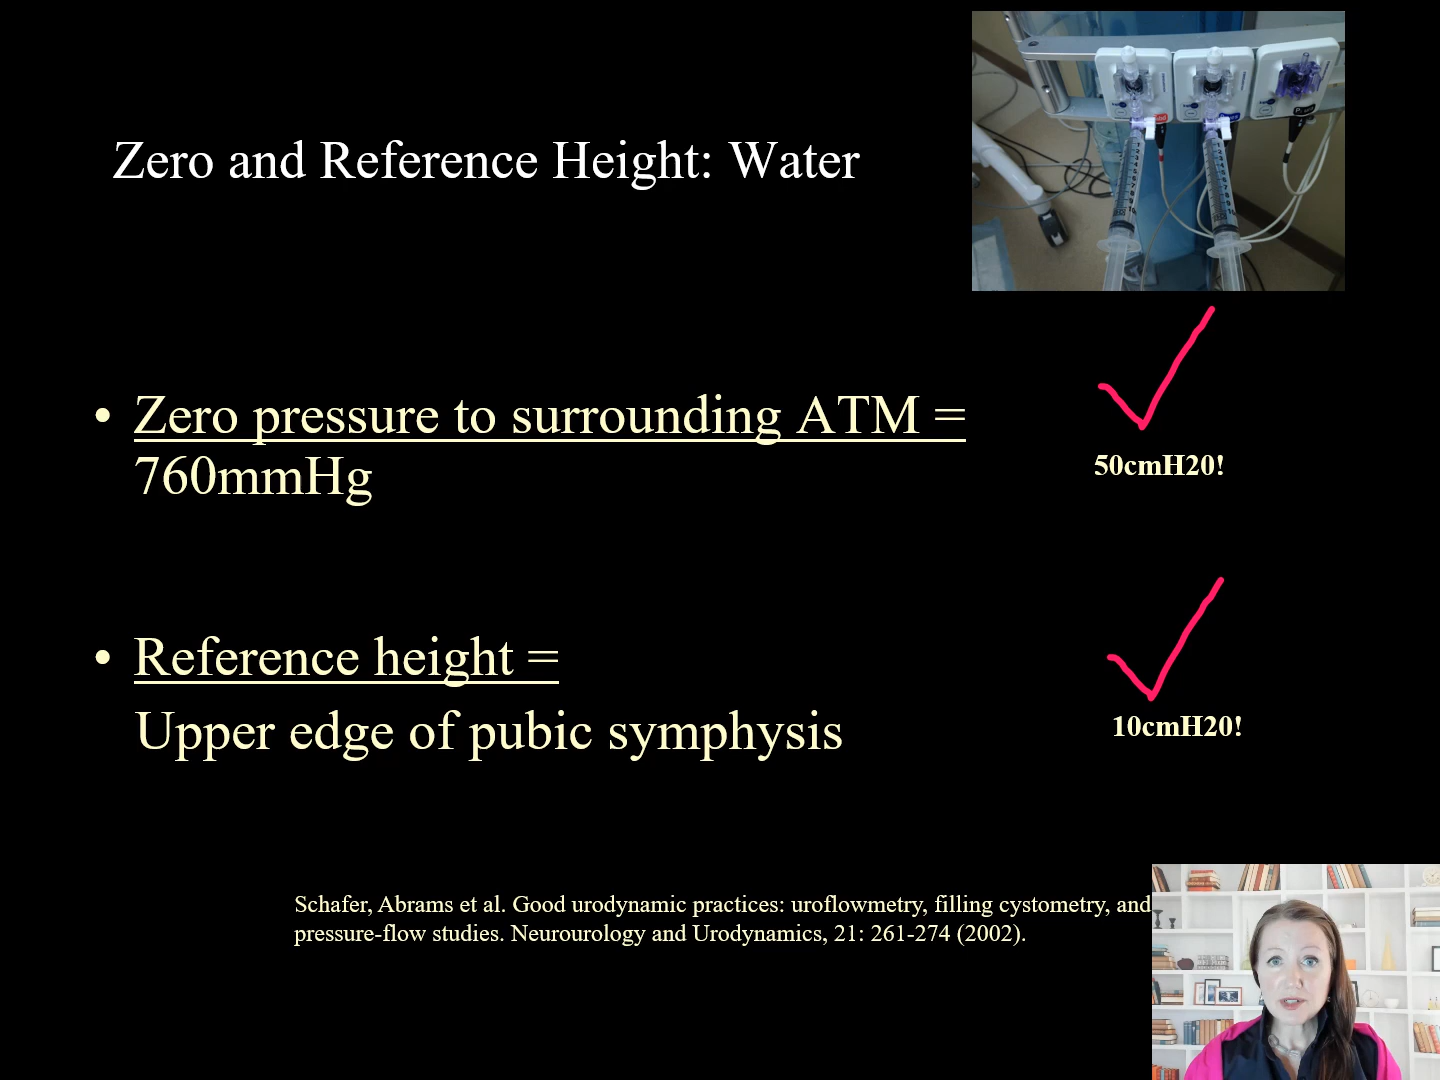 Zero and Reference Height: Water
• Zero pressure to surrounding ATM =
760mmHg
50cmH20!
• Reference height =
Upper edge of pubic symphysis
10cmH20!
Schafer, Abrams et al. Good urodynamic practices: uroflowmetry, filling cystometry, and
pressure-flow studies. Neurourology and Urodynamics, 21: 261-274 (2002).